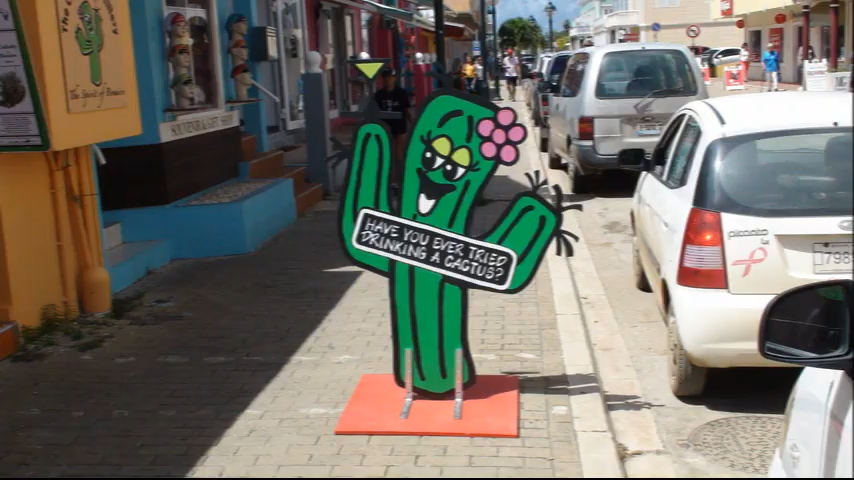 The Spirit of Bonaire
SOUVENIR & GIFT SHOP
HAVE YOU EVER TRIED
DRINKING A CACTUS?
picanto